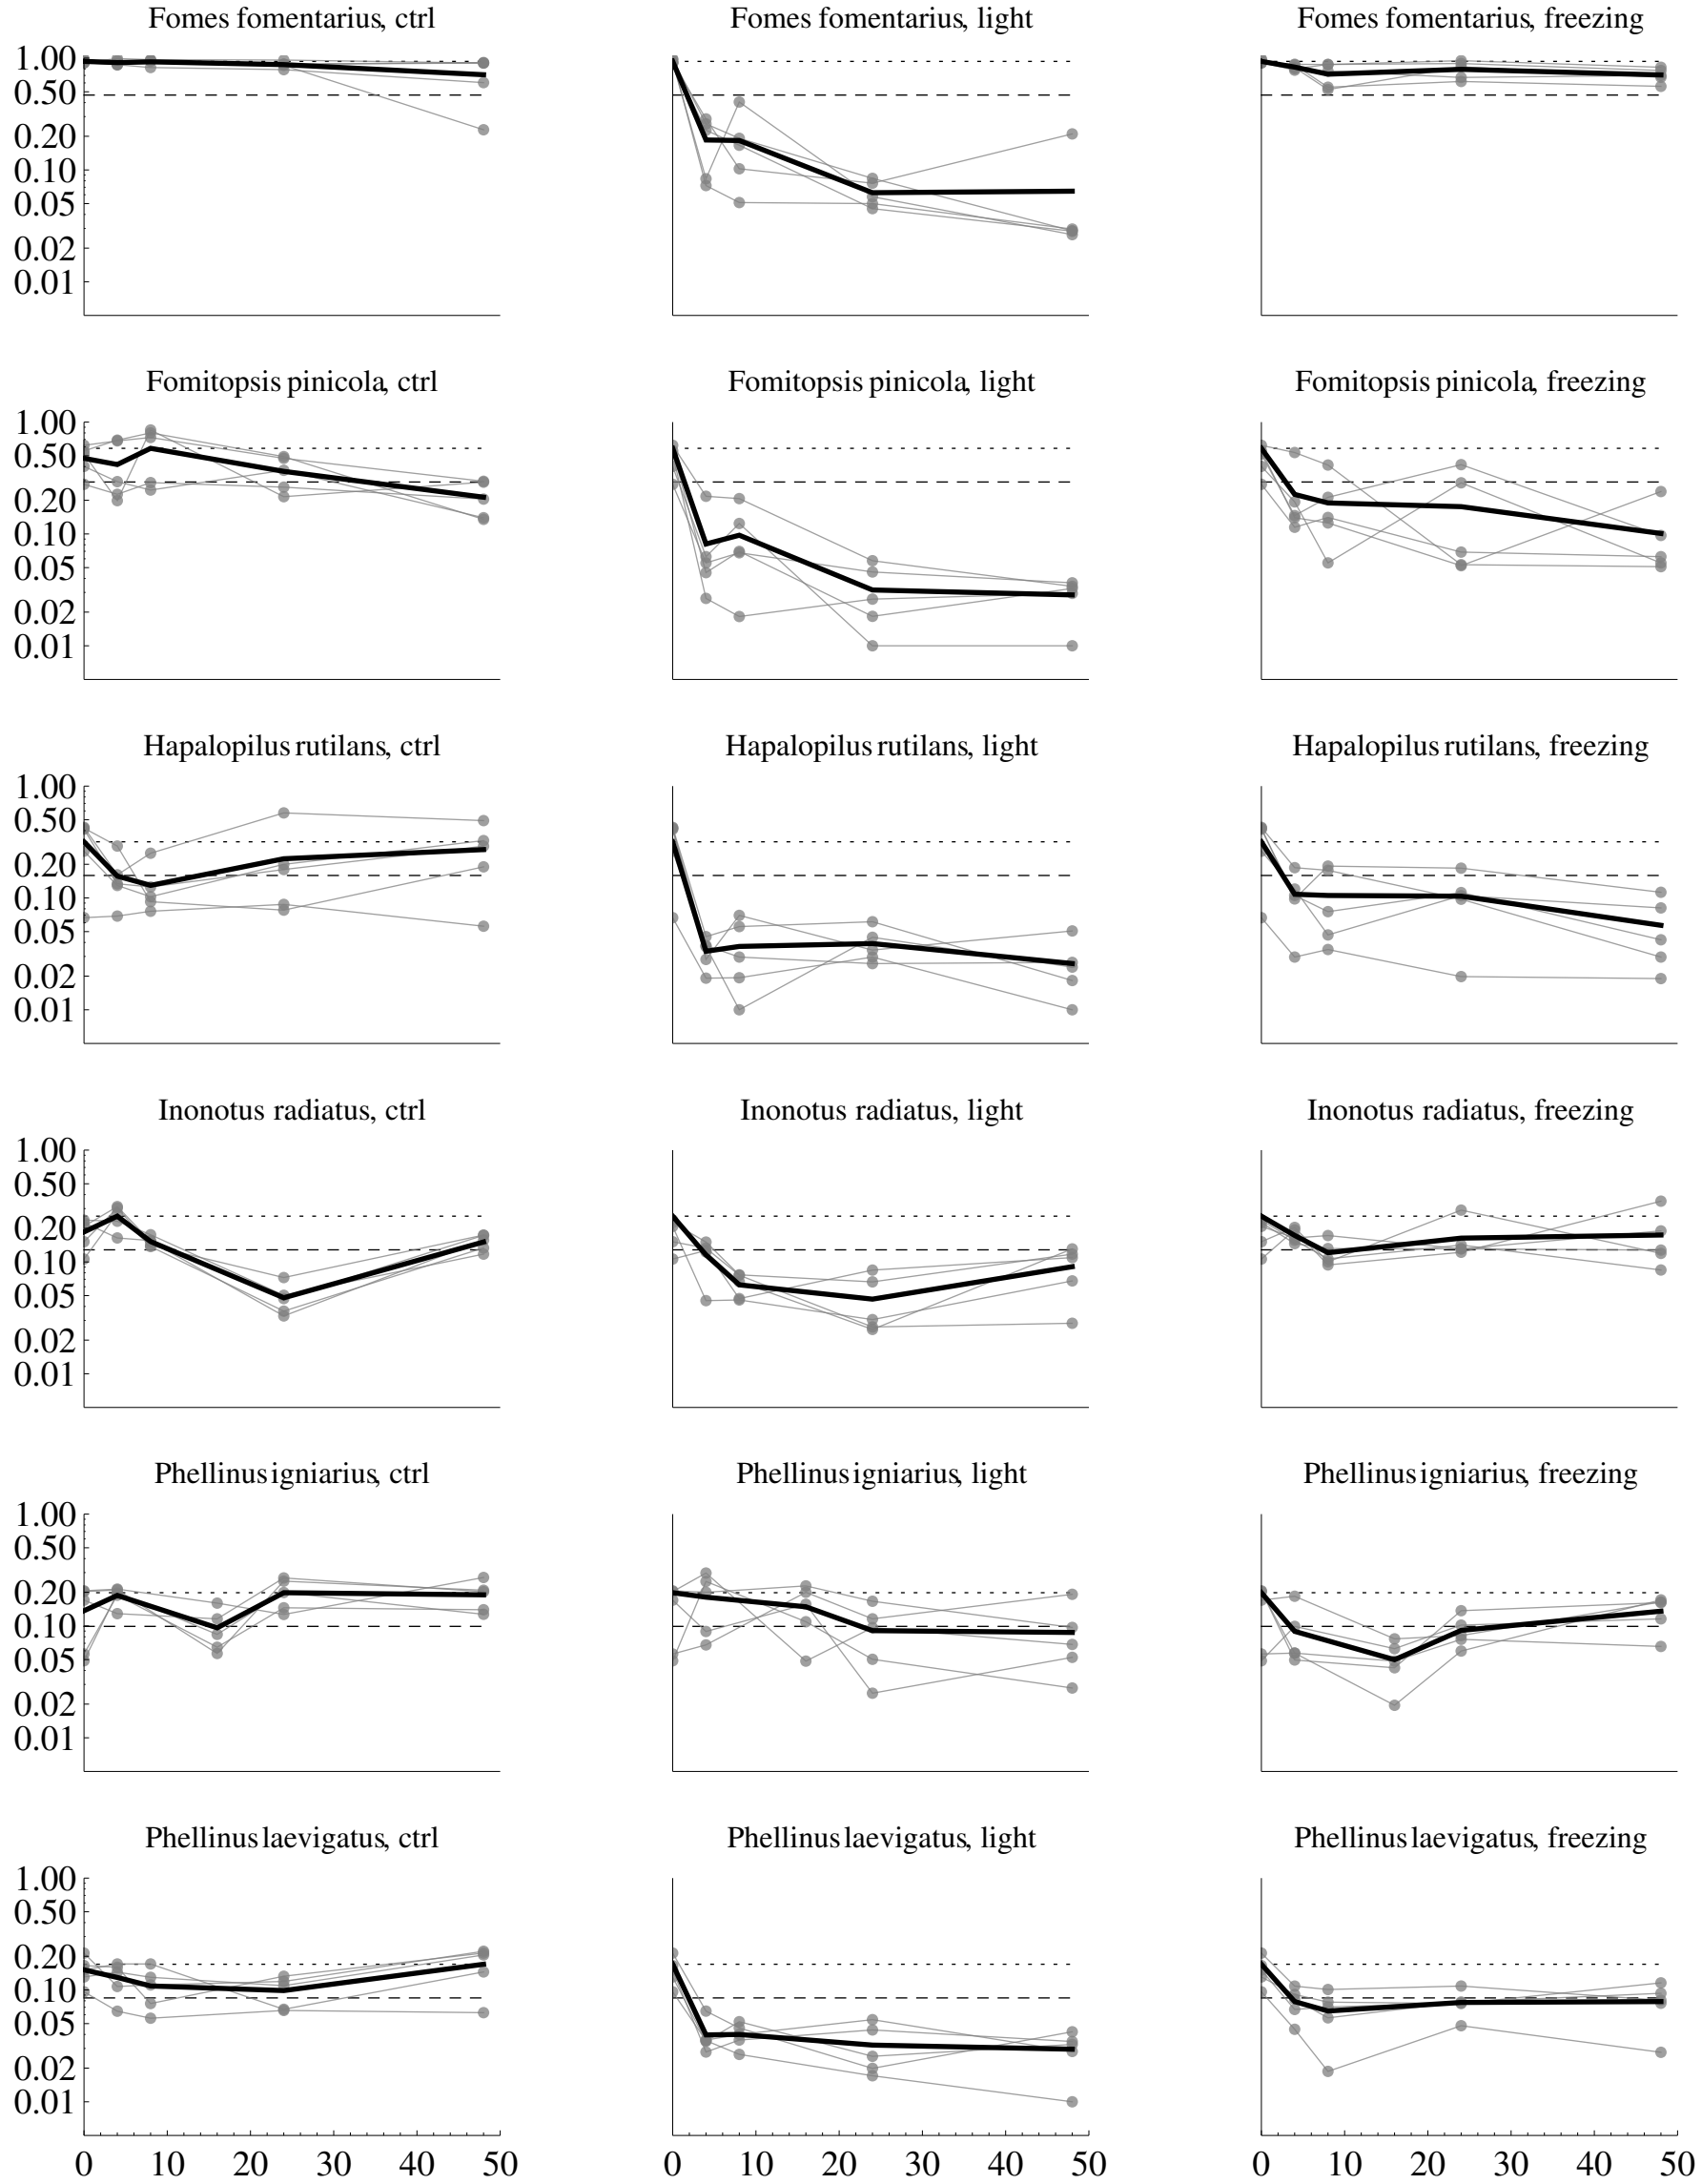 Fomes fomentarius, ctrl
Fomes fomentarius, light
Fomes fomentarius, freezing
1.00
0.50
0.20
0.10
0.05
0.02
0.01
Fomitopsis pinicola, ctrl
Fomitopsis pinicola, light
Fomitopsis pinicola, freezing
1.00
0.50
0.20
0.10
0.05
0.02
0.01
Hapalopilus rutilans, ctrl
Hapalopilus rutilans, light
Hapalopilus rutilans, freezing
1.00
0.50
0.20
0.10
0.05
0.02
0.01
Inonotus radiatus, ctrl
Inonotus radiatus, light
Inonotus radiatus, freezing
1.00
0.50
0.20
0.10
0.05
0.02
0.01
Phellinus igniarius, ctrl
Phellinus igniarius, light
Phellinus igniarius, freezing
1.00
0.50
0.20
0.10
0.05
0.02
0.01
Phellinus laevigatus, ctrl
Phellinus laevigatus, light
Phellinus laevigatus, freezing
1.00
0.50
0.20
0.10
0.05
0.02
0.01
0 10 20 30 40 50
0 10 20 30 40 50
0 10 20 30 40 50